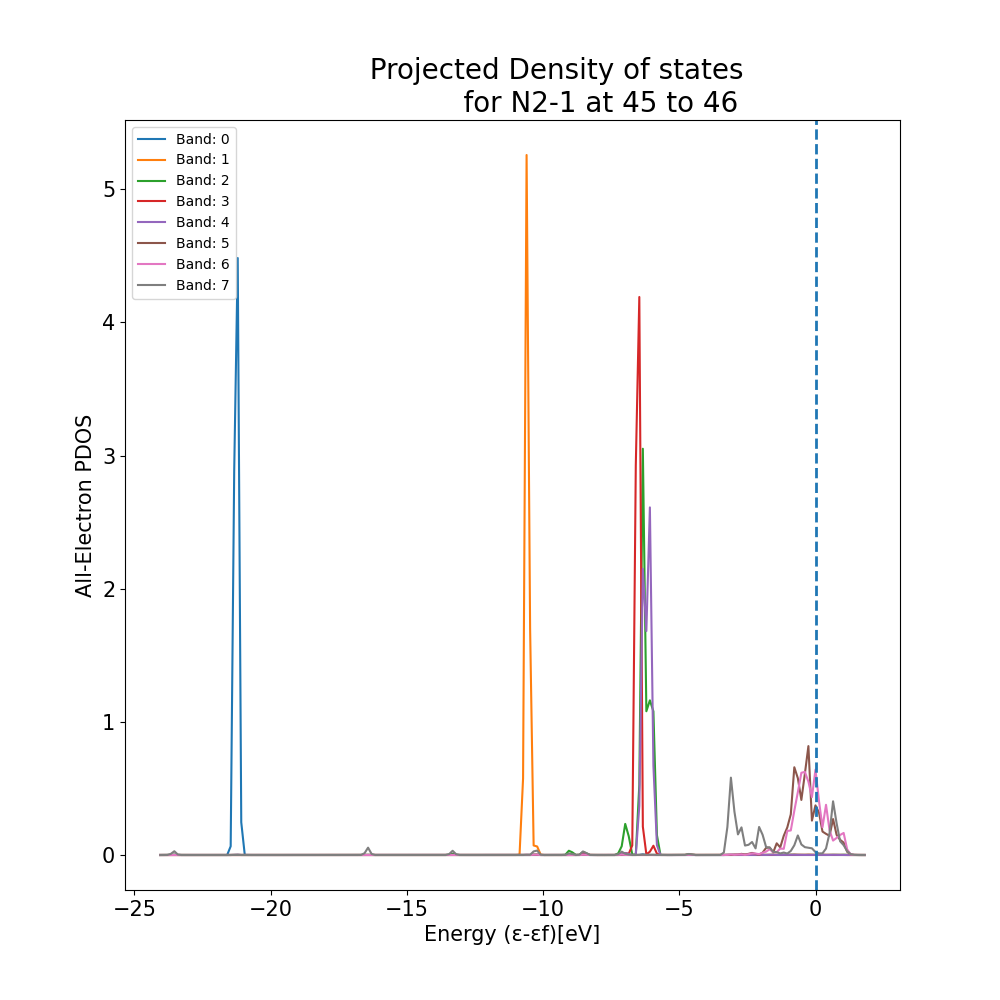 Projected Density of states
for N2-1 at 45 to 46
Band: 0
Band: 1
Band: 2
Band: 3
Band: 4
Band: 5
Band: 6
Band: 7
5
4
3
2
1
0
All-Electron PDOS
−25
−20
−15
−10
−5
0
Energy (ε-εf)[eV]